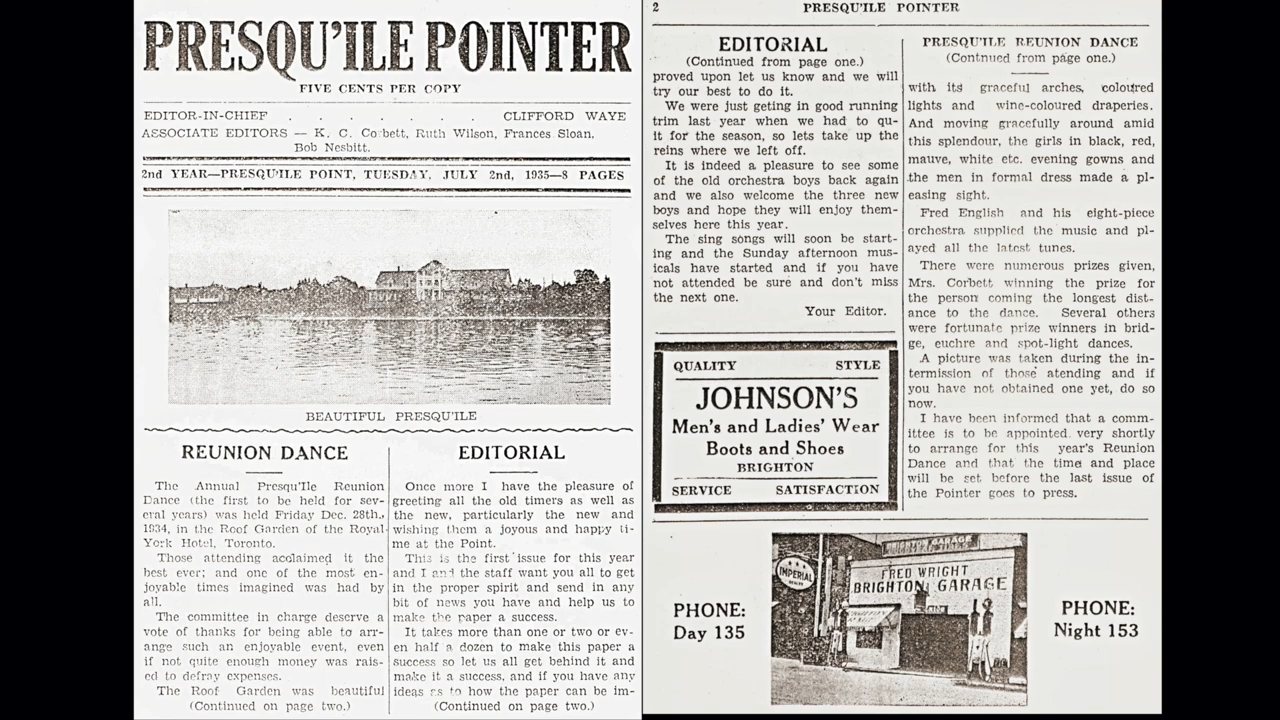 PRESQU'ILE POINTER
FIVE CENTS PER COPY
EDITOR-IN-CHIEF . . . . . . . CLIFFORD WAYE
ASSOCIATE EDITORS — K. C. Corbett, Ruth Wilson, Frances Sloan,
Bob Nesbitt.
2nd YEAR—PRESQU'ILE POINT, TUESDAY, JULY 2nd, 1935—8 PAGES
BEAUTIFUL PRESQU'ILE
REUNION DANCE
The Annual Presqu'Ile Reunion
Dance (the first to be held for sev-
eral years) was held Friday Dec. 28th.,
1934, in the Roof Garden of the Royal
York Hotel, Toronto.
Those attending acclaimed it the
best ever; and one of the most en-
joyable times imagined was had by
all.
The committee in charge deserve a
vote of thanks for being able to arr-
ange such an enjoyable event, even
if not quite enough money was rais-
ed to defray expenses.
The Roof Garden was beautiful
(Continued on page two.)
EDITORIAL
Once more I have the pleasure of
greeting all the old timers as well as
the new, particularly the new and
wishing them a joyous and happy ti-
me at the Point.
This is the first issue for this year
and I and the staff want you all to get
in the proper spirit and send in any
bit of news you have and help us to
make the paper a success.
It takes more than one or two or ev-
en half a dozen to make this paper a
success so let us all get behind it and
make it a success, and if you have any
ideas as to how the paper can be im-
(Continued on page two.)
2 PRESQU'ILE POINTER
EDITORIAL
(Continued from page one.)
proved upon let us know and we will
try our best to do it.
We were just geting in good running
trim last year when we had to qu-
it for the season, so lets take up the
reins where we left off.
It is indeed a pleasure to see some
of the old orchestra boys back again
and we also welcome the three new
boys and hope they will enjoy them-
selves here this year.
The sing songs will soon be start-
ing and the Sunday afternoon mus-
icals have started and if you have
not attended be sure and don't miss
the next one.
Your Editor.
QUALITY STYLE
JOHNSON'S
Men's and Ladies' Wear
Boots and Shoes
BRIGHTON
SERVICE SATISFACTION
PRESQU'ILE REUNION DANCE
(Contnued from page one.)
with its graceful arches, coloured
lights and wine-coloured draperies.
And moving gracefully around amid
this splendour, the girls in black, red,
mauve, white etc. evening gowns and
the men in formal dress made a pl-
easing sight.
Fred English and his eight-piece
orchestra supplied the music and pl-
ayed all the latest tunes.
There were numerous prizes given,
Mrs. Corbett winning the prize for
the person coming the longest dist-
ance to the dance. Several others
were fortunate prize winners in brid-
ge, euchre and spot-light dances.
A picture was taken during the in-
termission of those atending and if
you have not obtained one yet, do so
now.
I have been informed that a comm-
ittee is to be appointed very shortly
to arrange for this year's Reunion
Dance and that the time and place
will be set before the last issue of
the Pointer goes to press.
PHONE:
Day 135
IMPERIAL
FRED WRIGHT
BRIGHTON GARAGE
PHONE:
Night 153